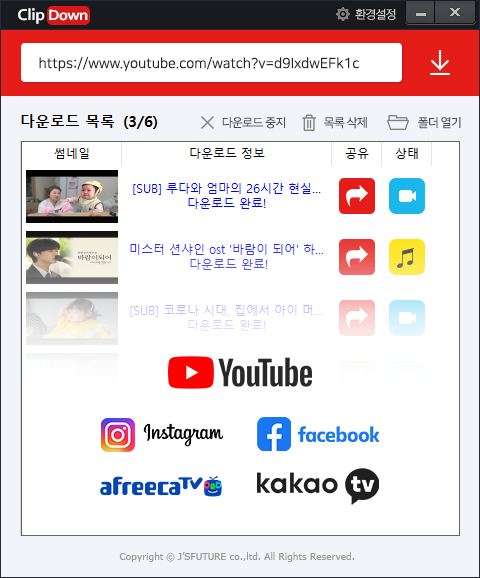 Clip Down
환경설정
https://www.youtube.com/watch?v=d9IxdwEFk1c
다운로드 목록 (3/6)
다운로드 중지
목록 삭제
폴더 열기
썸네일 다운로드 정보 공유 상태
[SUB] 루다와 엄마의 26시간 현실...
다운로드 완료!
바람이되어
미스터 션샤인 ost '바람이 되어' 하...
다운로드 완료!
[SUB] 코로나 시대, 집에서 아이 머...
다운로드 완료!
YouTube
Instagram
facebook
afreecaTV
kakao tv
Copyright © J'SFUTURE co.,ltd. All Rights Reserved.